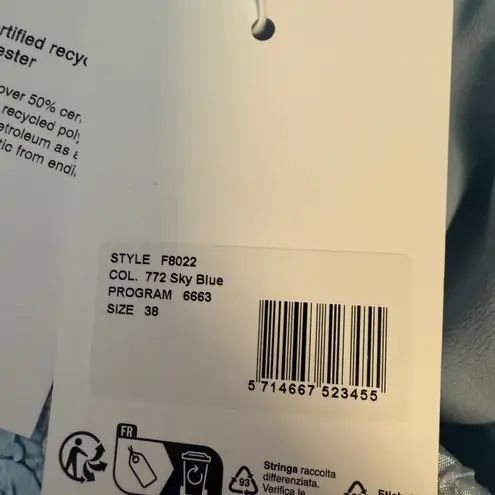 rtified recyc
ester
over 50% cer
recycled poly
etroleum as a
tic from endi
STYLE F8022
COL. 772 Sky Blue
PROGRAM 6663
SIZE 38
5 714667 523455
FR
93
Stringa raccolta
differenziata.
Verifica le